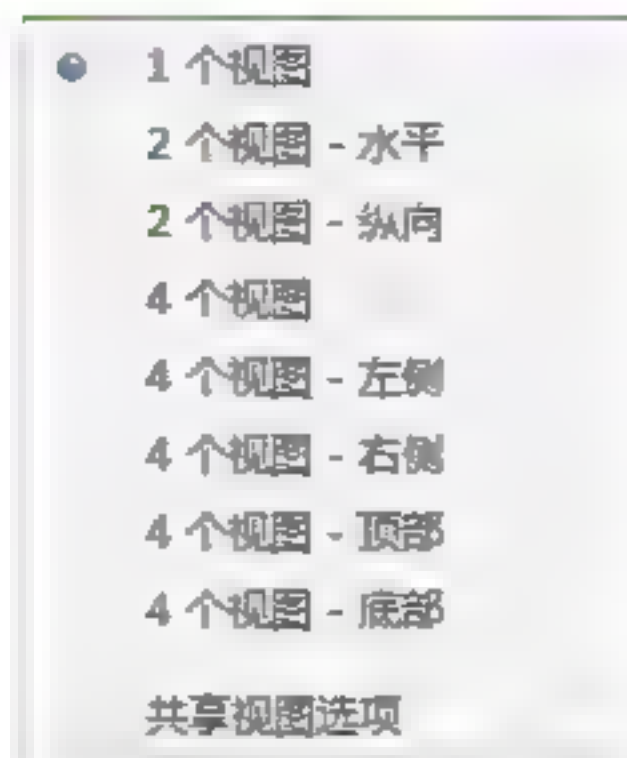 1 个视图
2 个视图 - 水平
2 个视图 - 纵向
4 个视图
4 个视图 - 左侧
4 个视图 - 右侧
4 个视图 - 顶部
4 个视图 - 底部
共享视图选项